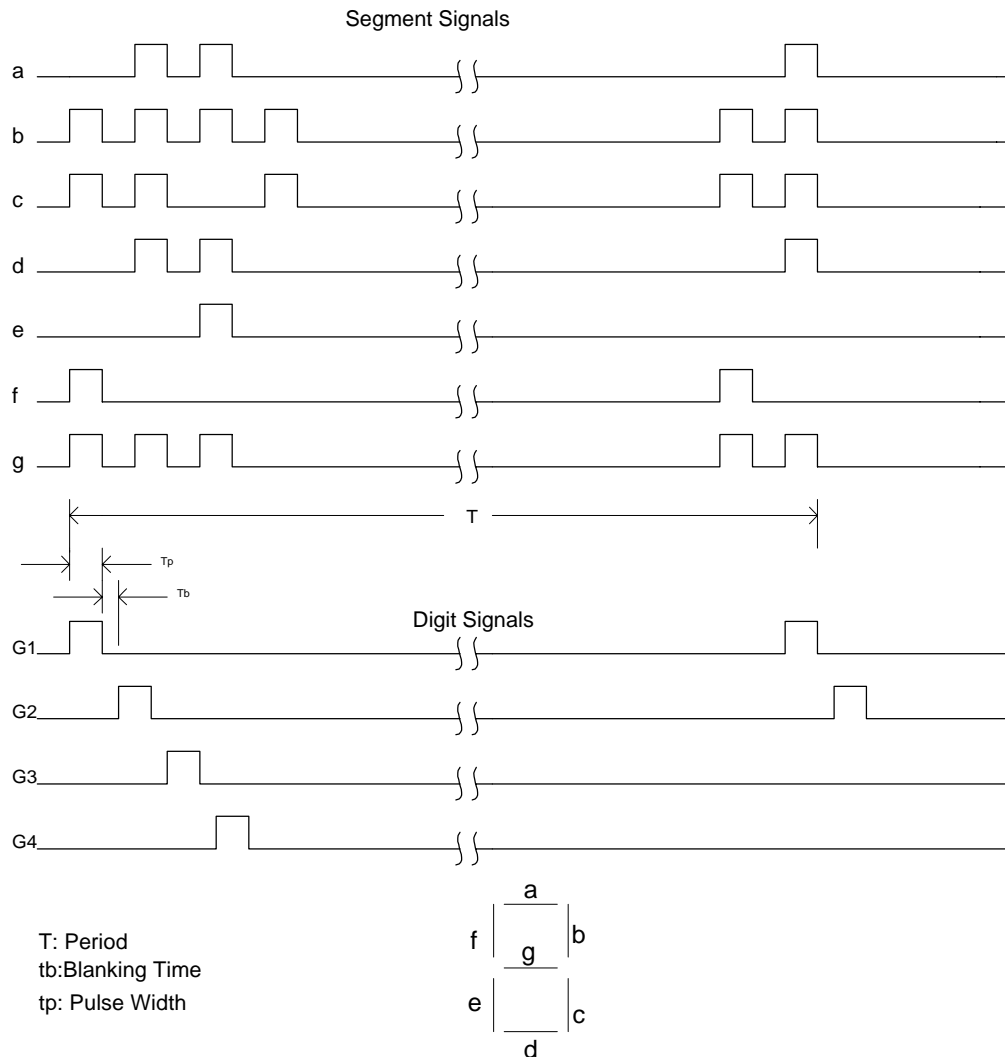 Segment Signals
a
b
c
d
e
f
g
T
Tp
Tb
Digit Signals
G1
G2
G3
G4
a
f
b
g
e
c
d
T: Period
tb:Blanking Time
tp: Pulse Width